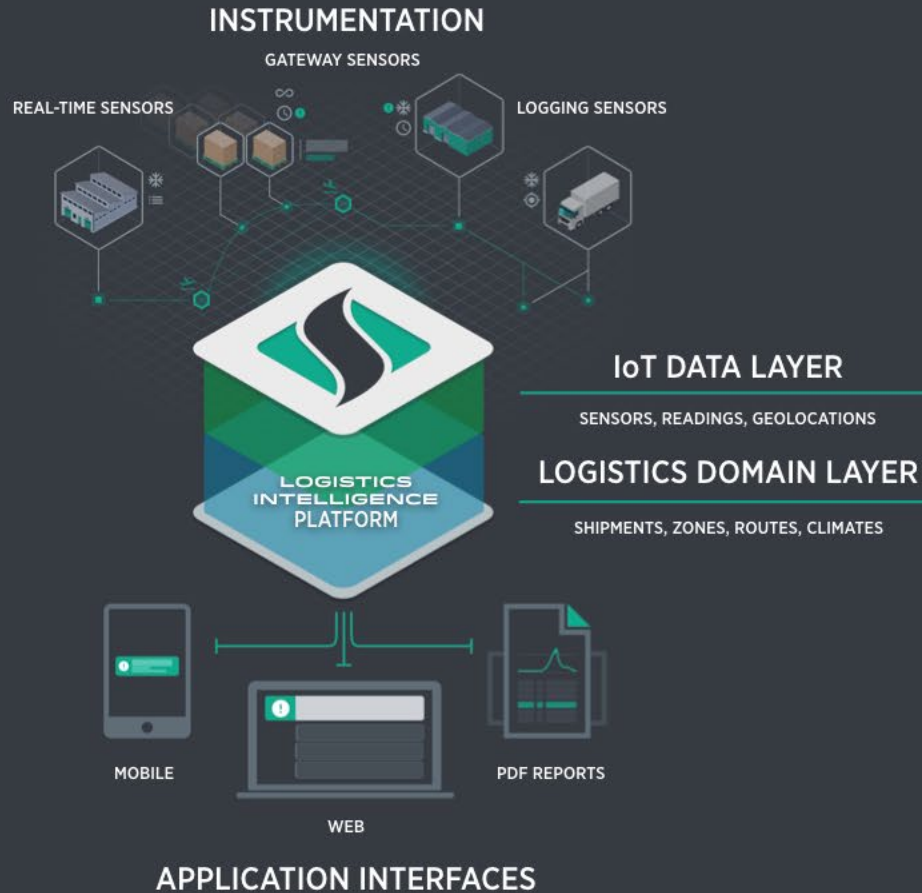 INSTRUMENTATION
GATEWAY SENSORS
REAL-TIME SENSORS
LOGGING SENSORS
IoT DATA LAYER
SENSORS, READINGS, GEOLOCATIONS
LOGISTICS DOMAIN LAYER
SHIPMENTS, ZONES, ROUTES, CLIMATES
LOGISTICS
INTELLIGENCE
PLATFORM
MOBILE
PDF REPORTS
WEB
APPLICATION INTERFACES